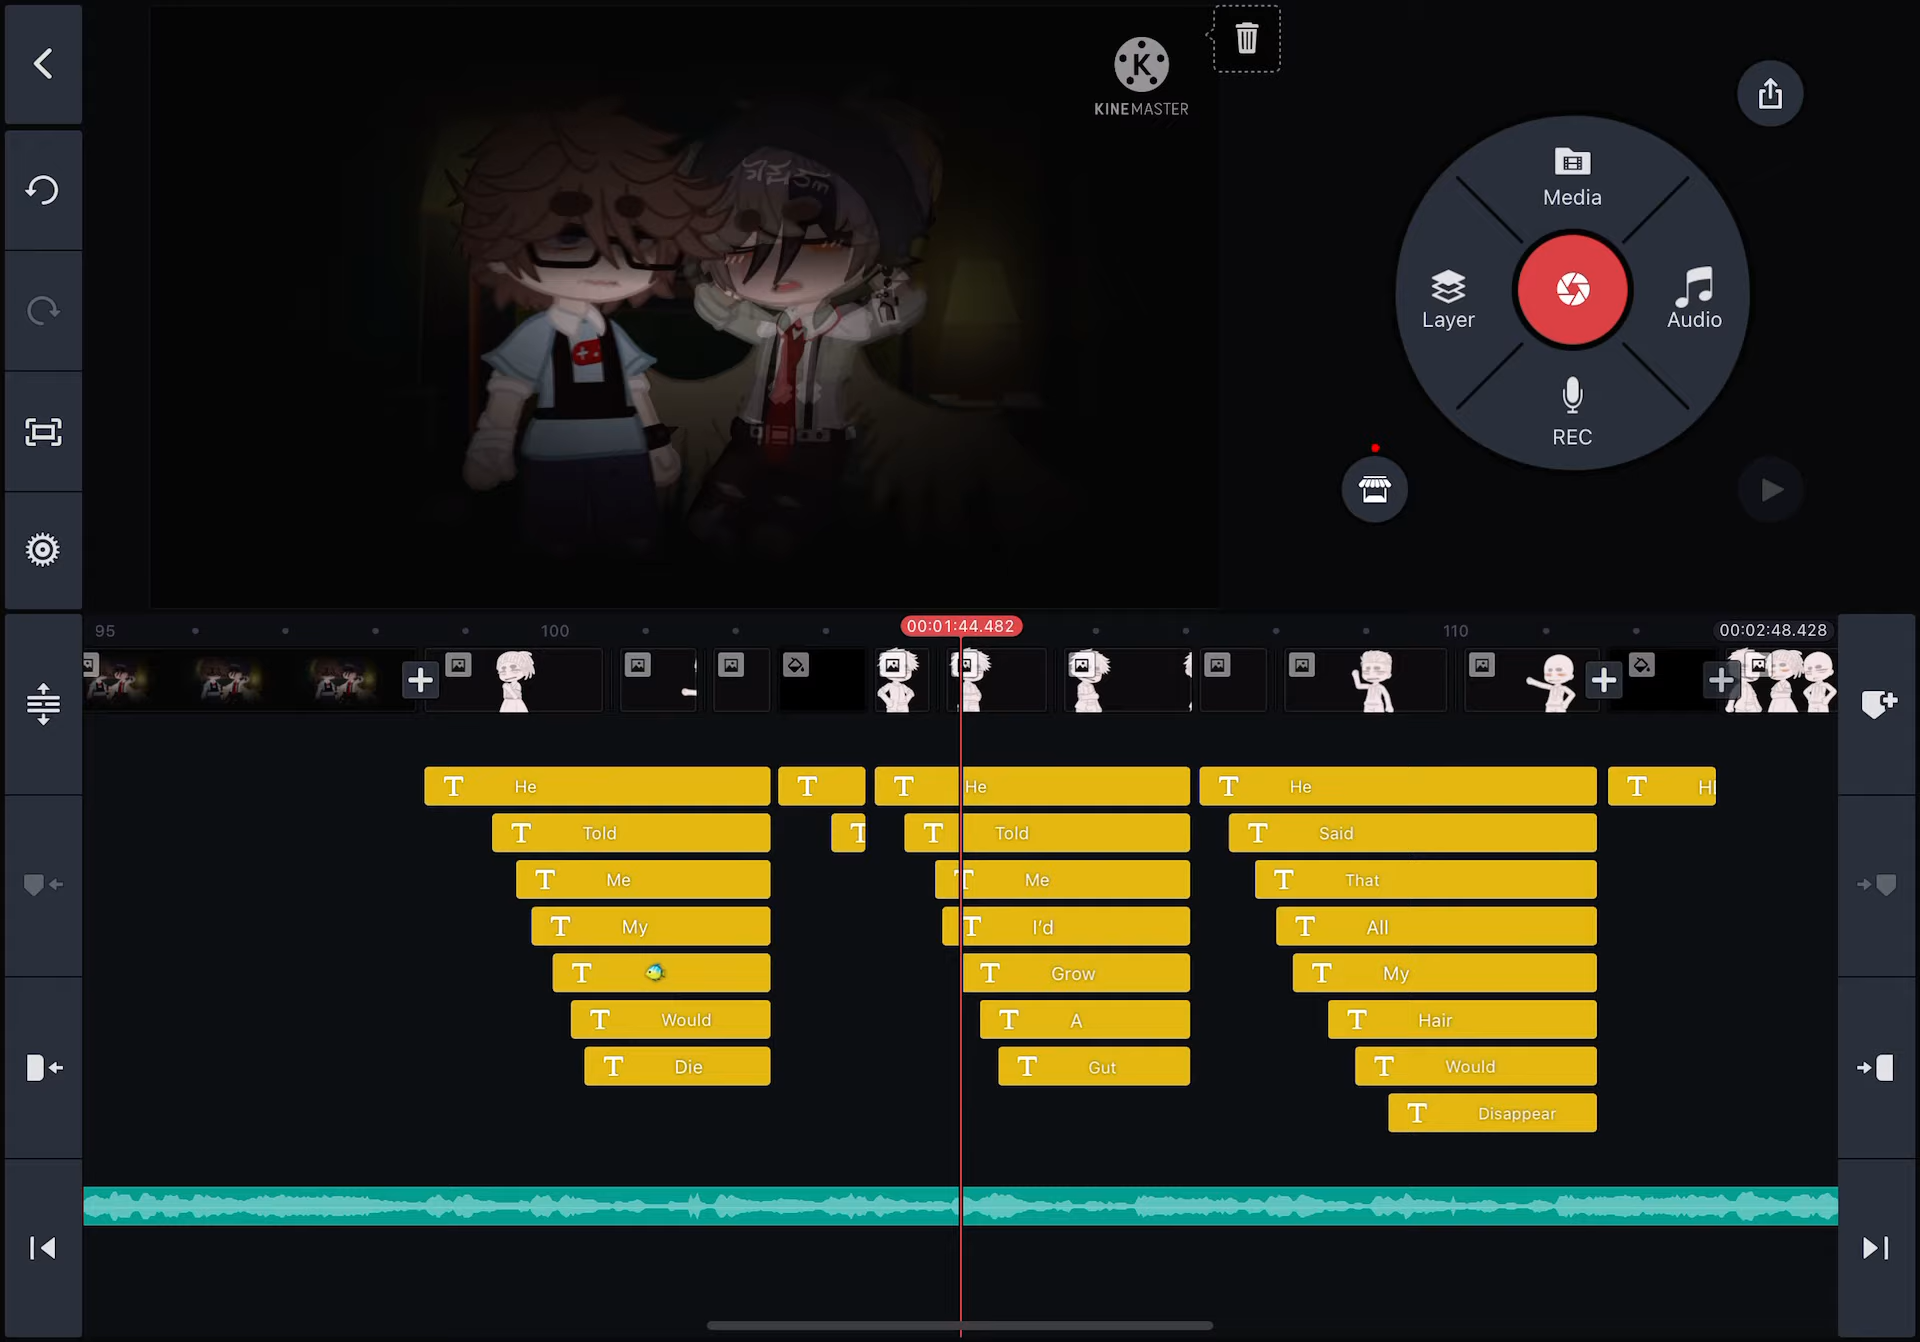 KINEMASTER
Media
Layer
Audio
REC
95
100
00:01:44.482
110
00:02:48.428
T He
T
T He
T He
T
T Told
T
T Told
T Said
T Me
T Me
T That
T My
T I'd
T All
T 🐠
T Grow
T My
T Would
T A
T Hair
T Die
T Gut
T Would
T Disappear